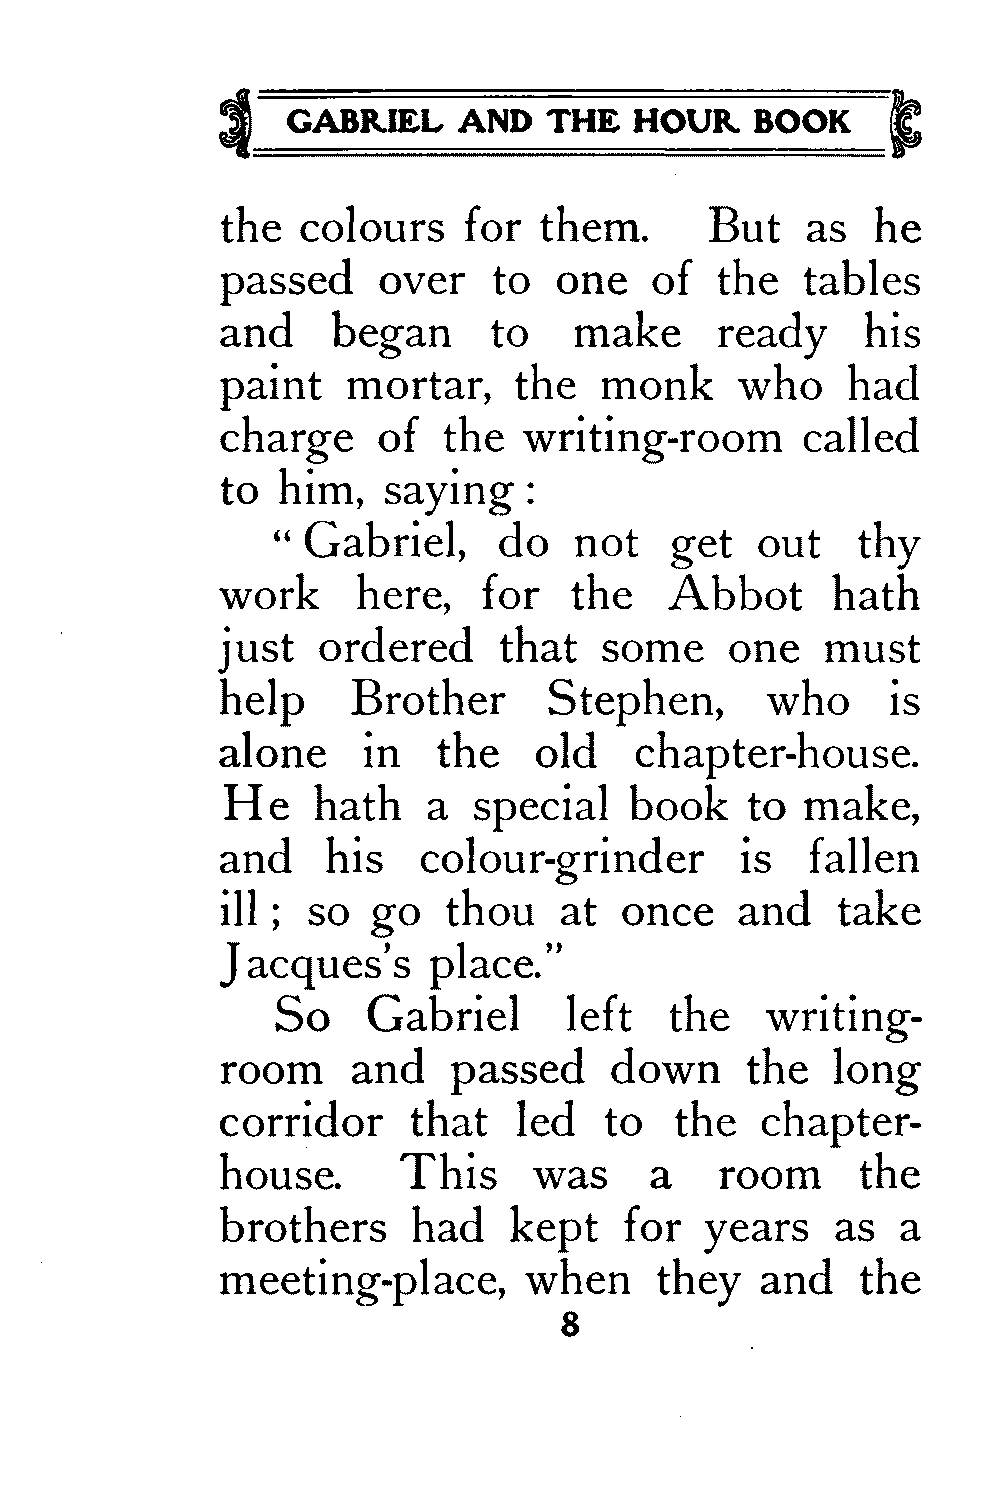 GABRIEL AND THE HOUR BOOK
the colours for them. But as he
passed over to one of the tables
and began to make ready his
paint mortar, the monk who had
charge of the writing-room called
to him, saying :
" Gabriel, do not get out thy
work here, for the Abbot hath
just ordered that some one must
help Brother Stephen, who is
alone in the old chapter-house.
He hath a special book to make,
and his colour-grinder is fallen
ill ; so go thou at once and take
Jacques's place."
So Gabriel left the writing-
room and passed down the long
corridor that led to the chapter-
house. This was a room the
brothers had kept for years as a
meeting-place, when they and the
8